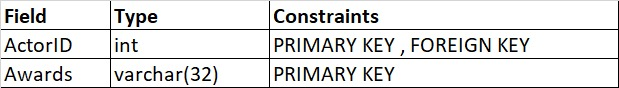 Field Type Constraints
ActorID int PRIMARY KEY , FOREIGN KEY
Awards varchar(32) PRIMARY KEY